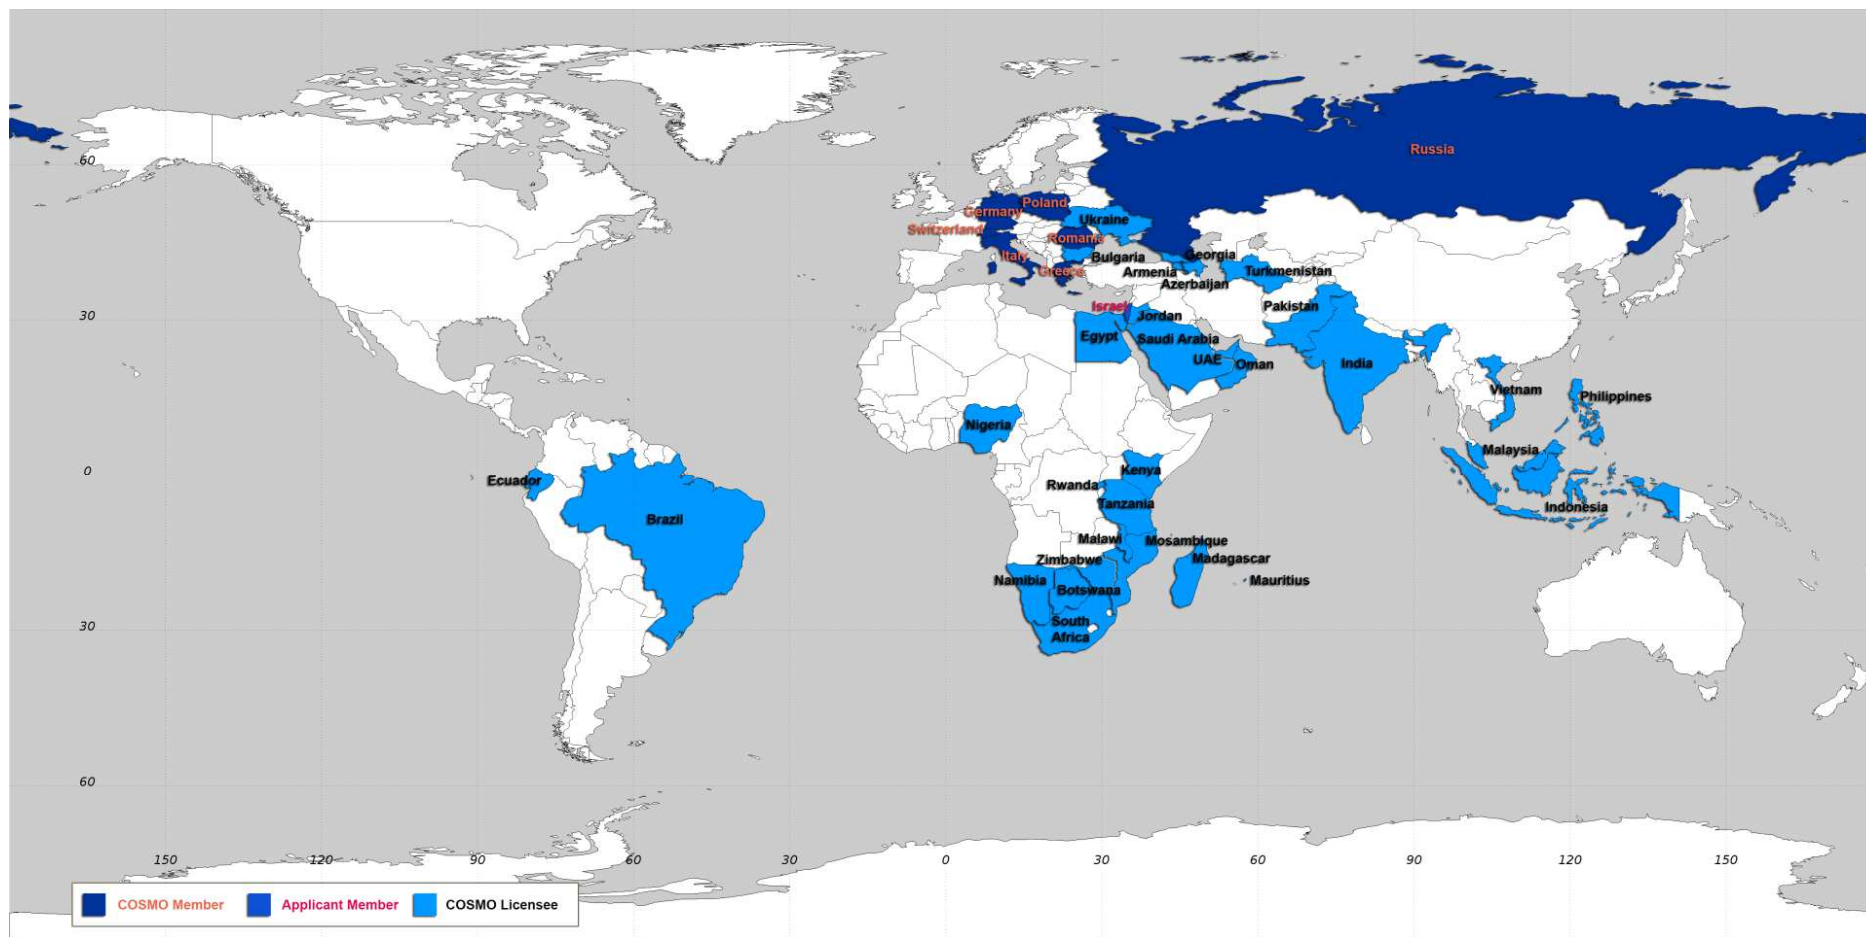 60
Russia
Poland
Germany
Ukraine
Switzerland
Romania
Italy
Georgia
Bulgaria
Greece
Armenia
Turkmenistan
Azerbaijan
Israel
Pakistan
30
Jordan
Egypt
Saudi Arabia
UAE
Oman
India
Vietnam
Philippines
Nigeria
Malaysia
0
Kenya
Ecuador
Rwanda
Tanzania
Indonesia
Brazil
Malawi
Mosambique
Zimbabwe
Madagascar
Namibia
Mauritius
Botswana
South
Africa
30
60
150 120 90 60 30 0 30 60 90 120 150
COSMO Member Applicant Member COSMO Licensee